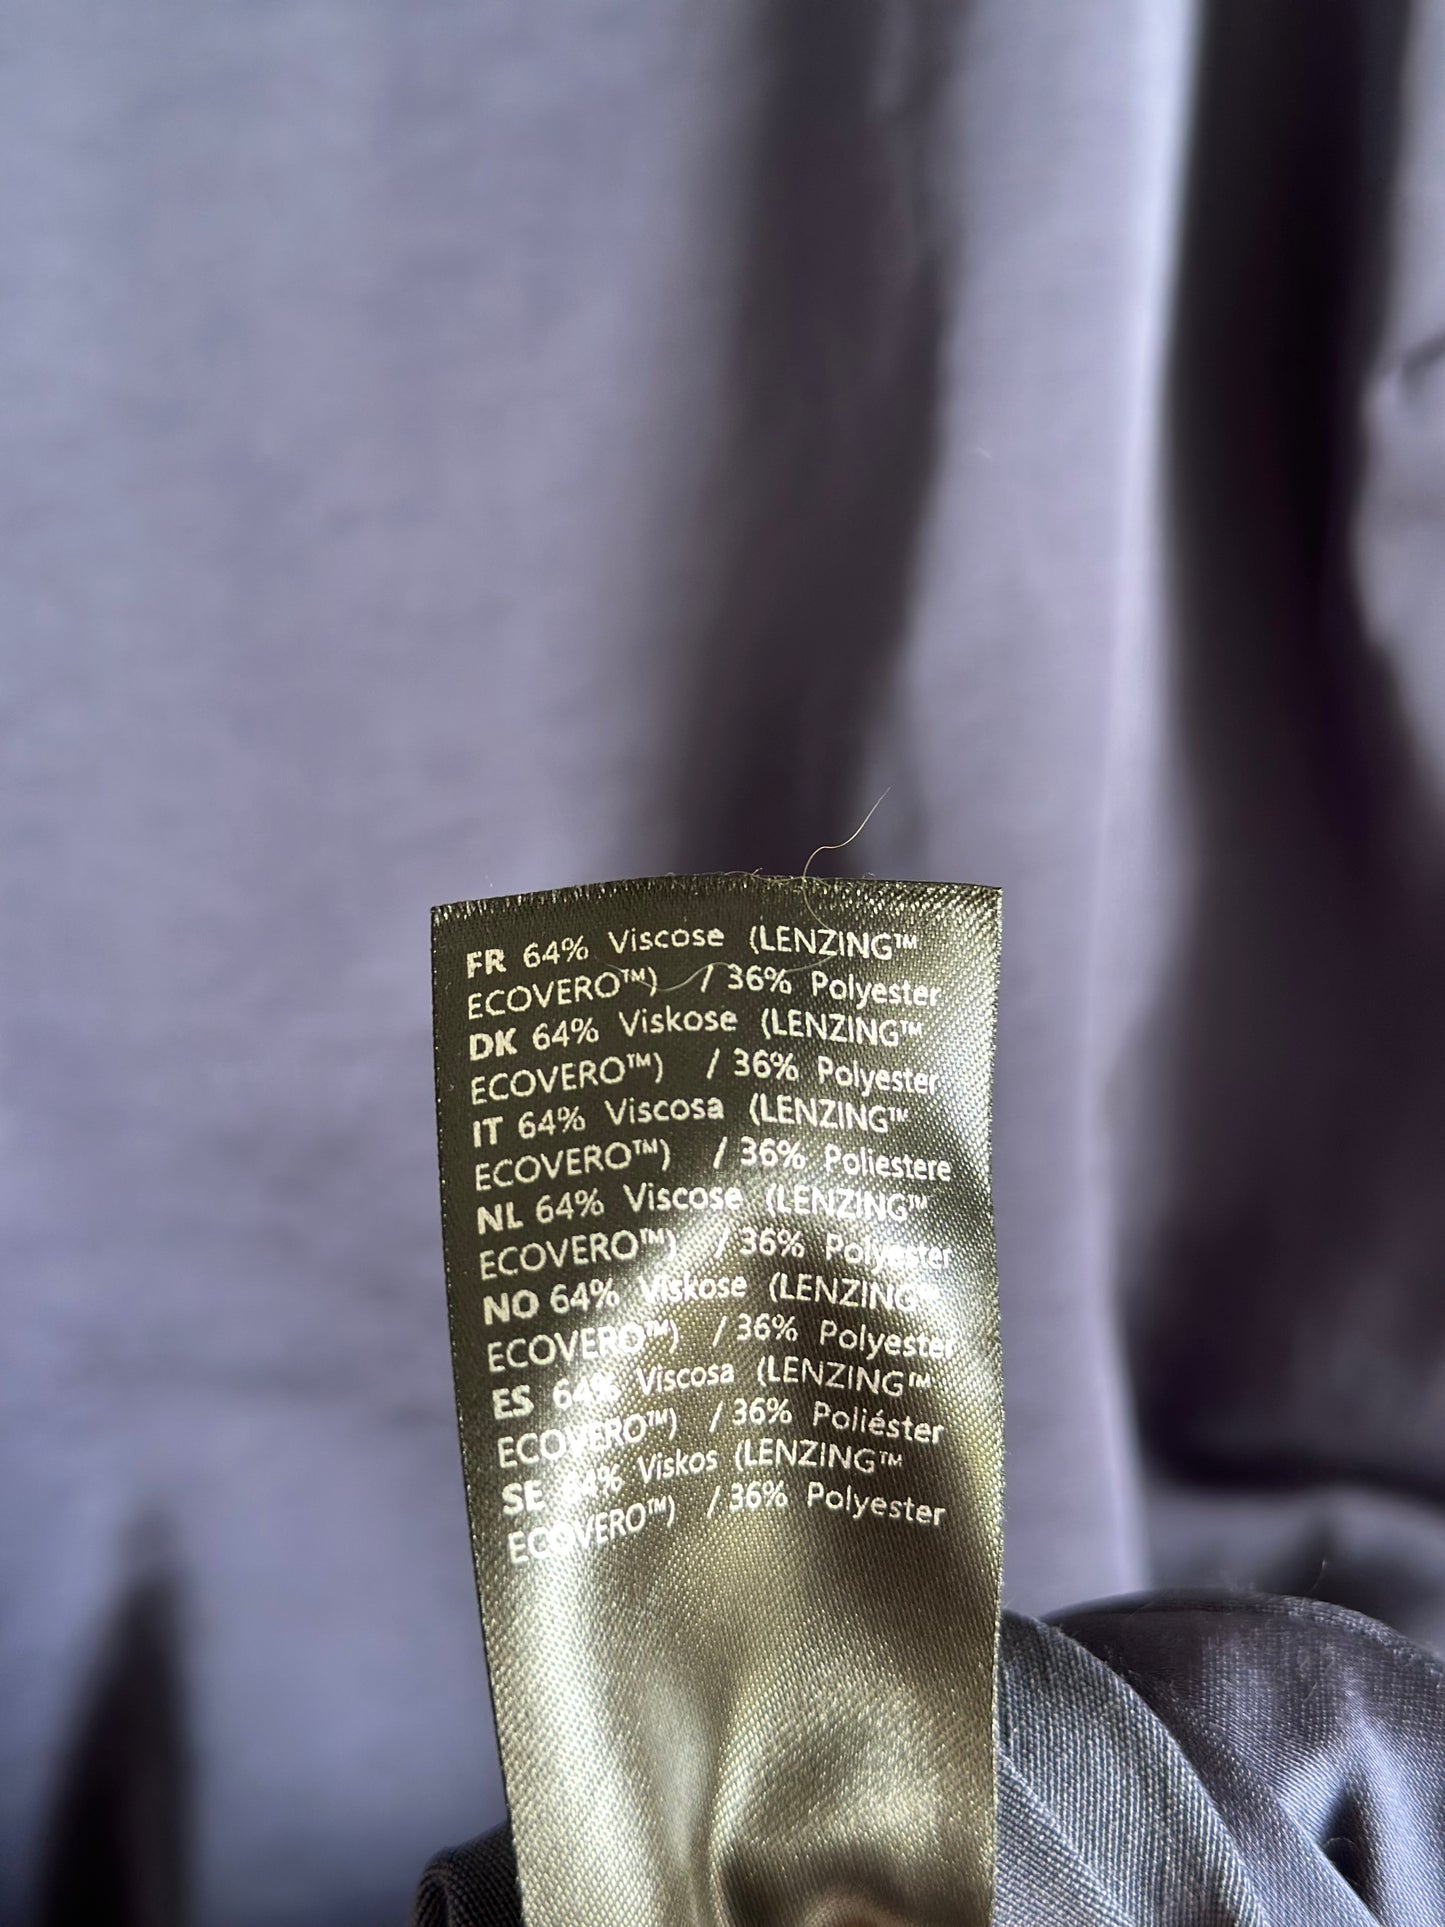 FR 64% Viscose (LENZING™
ECOVERO™) / 36% Polyester
DK 64% Viskose (LENZING™
ECOVERO™) / 36% Polyester
IT 64% Viscosa (LENZING™
ECOVERO™) / 36% Poliestere
NL 64% Viscose (LENZING™
ECOVERO™) / 36% Polyester
NO 64% Viskose (LENZING™
ECOVERO™) / 36% Polyester
ES 64% Viscosa (LENZING™
ECOVERO™) / 36% Poliéster
SE 64% Viskos (LENZING™
ECOVERO™) / 36% Polyester